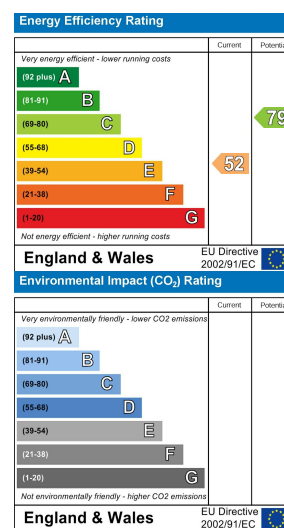 Energy Efficiency Rating
Current Potenti
Very energy efficient - lower running costs
(92 plus) A
(81-91) B
(69-80) C
79
(55-68) D
(39-54) E
52
(21-38) F
(1-20) G
Not energy efficient - higher running costs
England & Wales
EU Directive
2002/91/EC
Environmental Impact (CO₂) Rating
Current Potenti
Very environmentally friendly - lower CO2 emissions
(92 plus) A
(81-91) B
(69-80) C
(55-68) D
(39-54) E
(21-38) F
(1-20) G
Not environmentally friendly - higher CO2 emissions
England & Wales
EU Directive
2002/91/EC